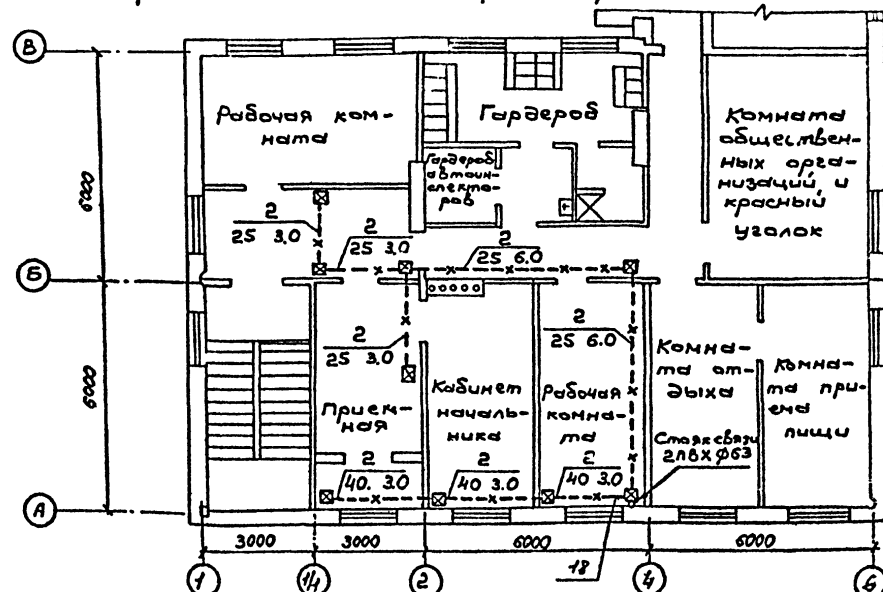 В
Рабочая ком-
ната
Гардероб
Гардероб
автоин-
спекто-
ров
Комната
обществен-
ных орга-
низаций, и
красный
уголок
6000
2
25 3.0
2
25 3.0
2
25 6.0
Б
2
25 3.0
2
25 6.0
6000
Приемная
Кабинет
началь-
ника
Рабочая
комна-
та
Комна-
та от-
дыха
Комна-
та при-
ема
пищи
Стояк связи
2ПВХ ф63
2
40. 3.0
2
40 3.0
2
40 3.0
А
3000
3000
6000
6000
18
1
1/1
2
4
6